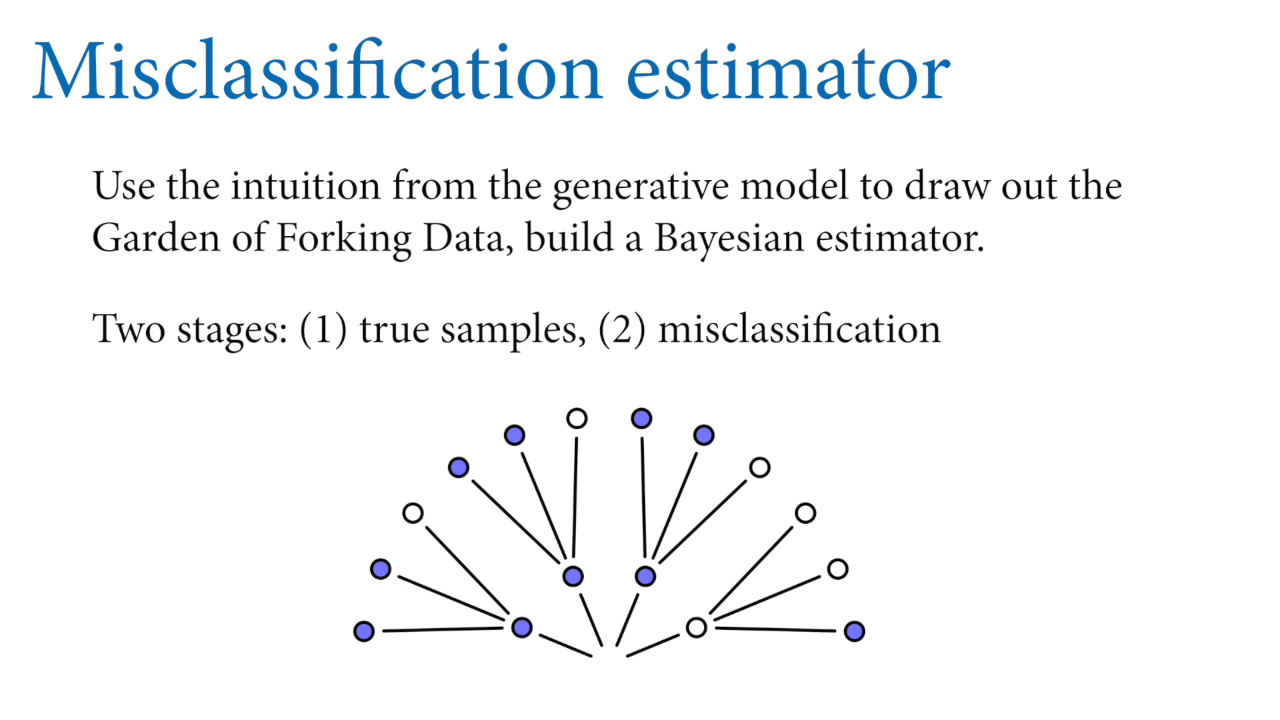 Misclassification estimator
Use the intuition from the generative model to draw out the
Garden of Forking Data, build a Bayesian estimator.
Two stages: (1) true samples, (2) misclassification